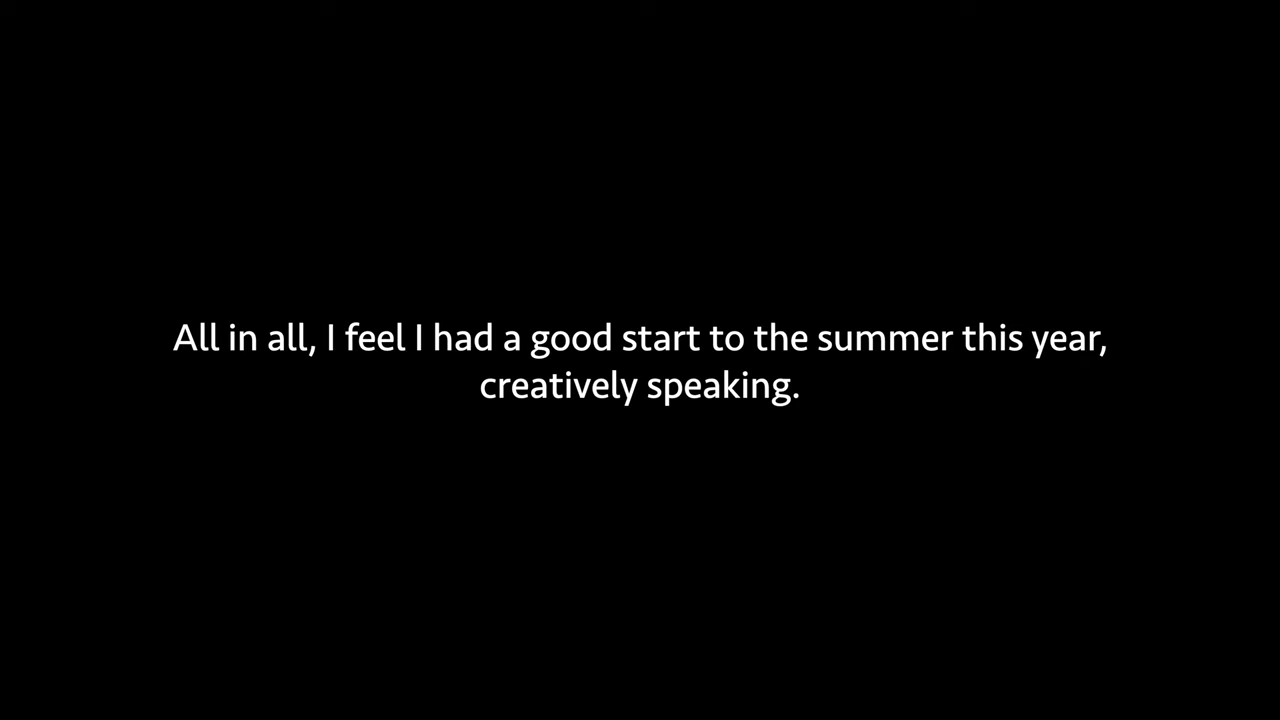 All in all, I feel I had a good start to the summer this year,
creatively speaking.